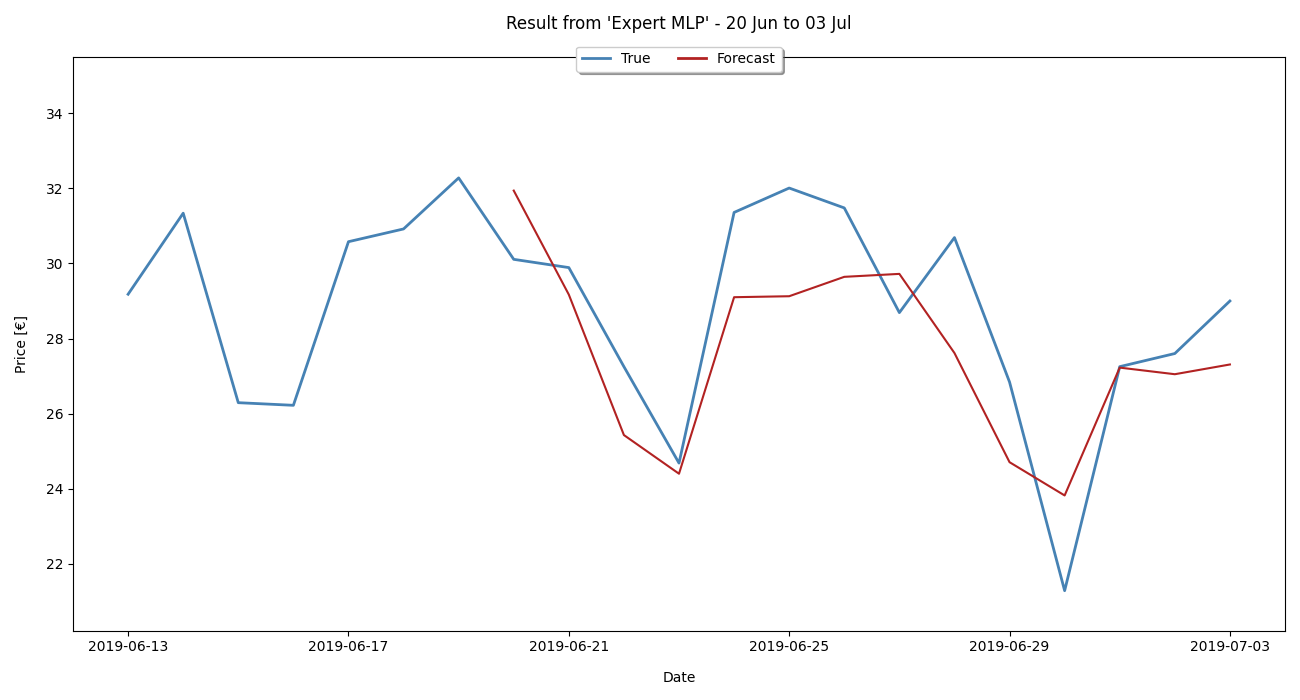 Result from 'Expert MLP' - 20 Jun to 03 Jul
True Forecast
34
32
30
28
26
24
22
Price [€]
2019-06-13 2019-06-17 2019-06-21 2019-06-25 2019-06-29 2019-07-03
Date